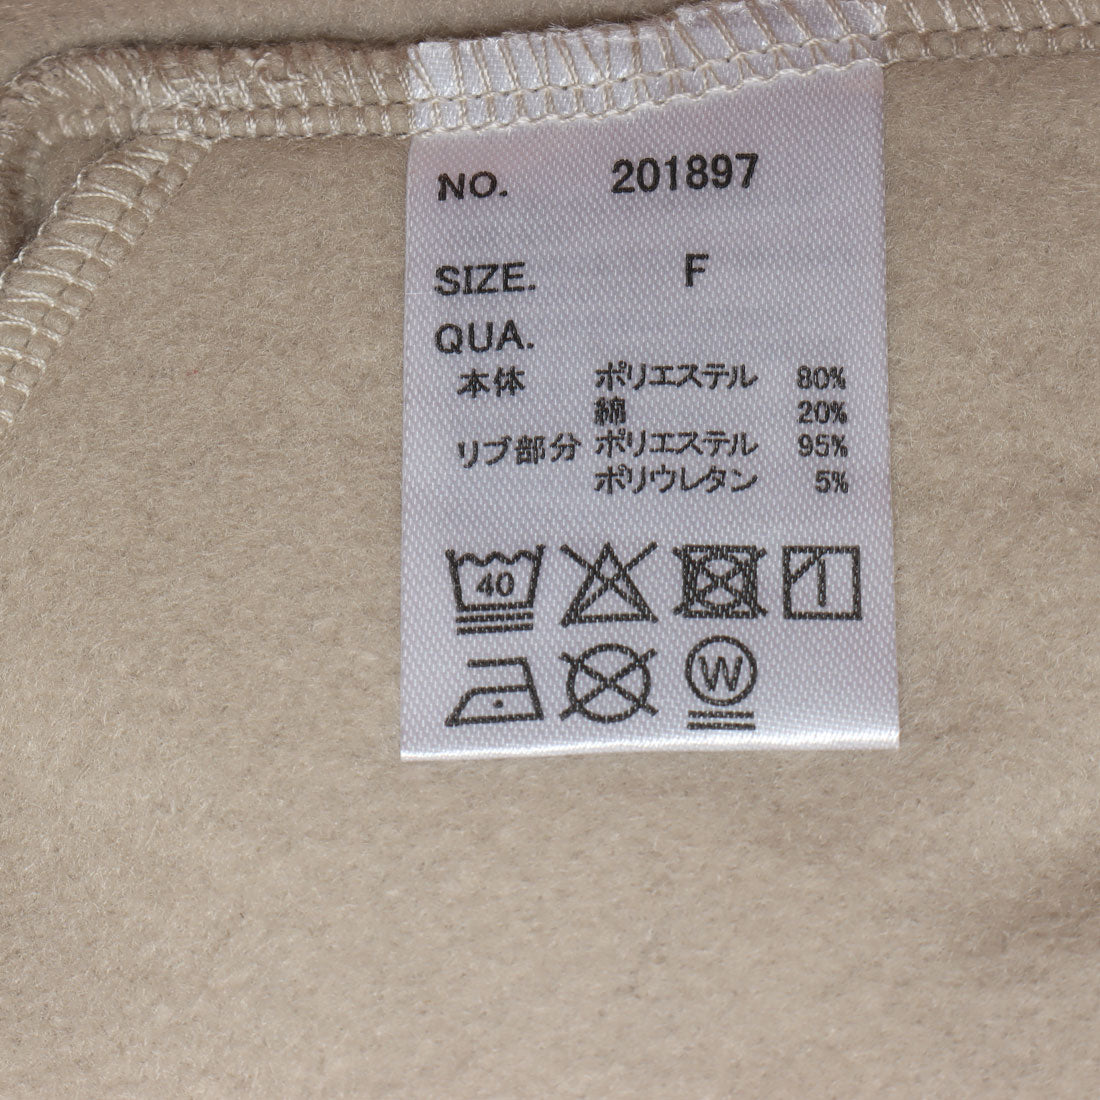 NO. 201897
SIZE. F
QUA.
本体 ポリエステル 80%
綿 20%
リブ部分 ポリエステル 95%
ポリウレタン 5%
40
W